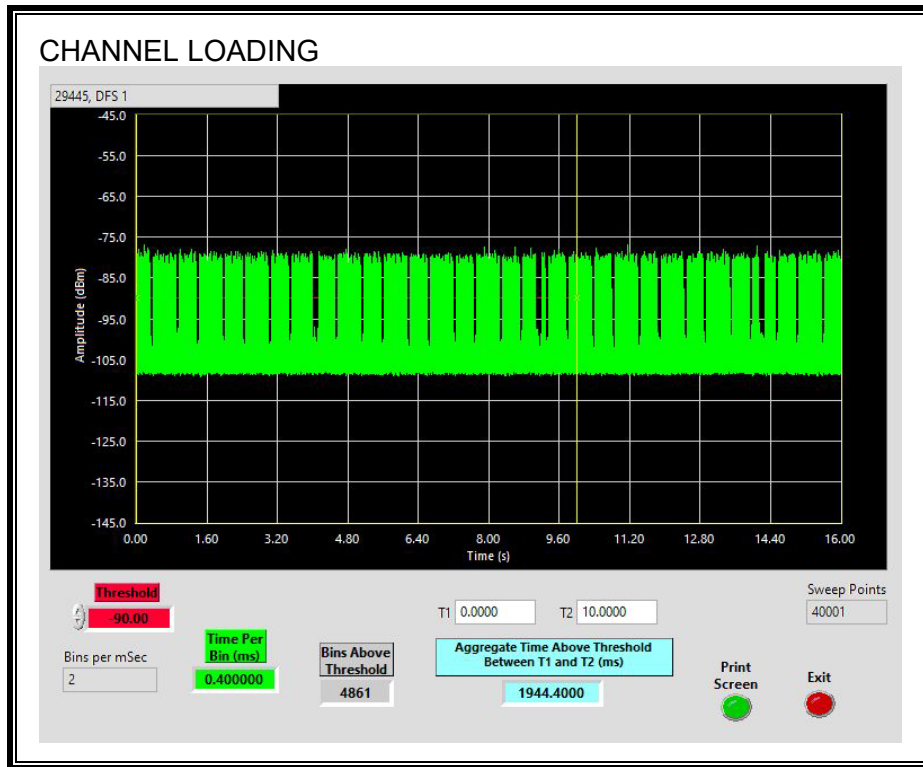 CHANNEL LOADING
29445, DFS 1
-45.0
-55.0
-65.0
-75.0
-85.0
-95.0
-105.0
-115.0
-125.0
-135.0
-145.0
Amplitude (dBm)
0.00 1.60 3.20 4.80 6.40 8.00 9.60 11.20 12.80 14.40 16.00
Time (s)
Threshold
-90.00
Bins per mSec
2
Time Per
Bin (ms)
0.400000
Bins Above
Threshold
4861
T1 0.0000 T2 10.0000
Aggregate Time Above Threshold
Between T1 and T2 (ms)
1944.4000
Sweep Points
40001
Print
Screen
Exit